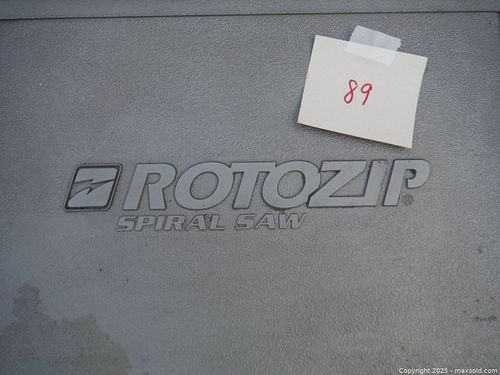 89
ROTOZIP®
SPIRAL SAW
Copyright 2025 - maxsold.com